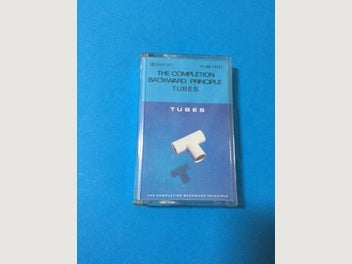 THE COMPLETION
BACKWARD PRINCIPLE
TUBES
TUBES
THE COMPLETION BACKWARD PRINCIPLE